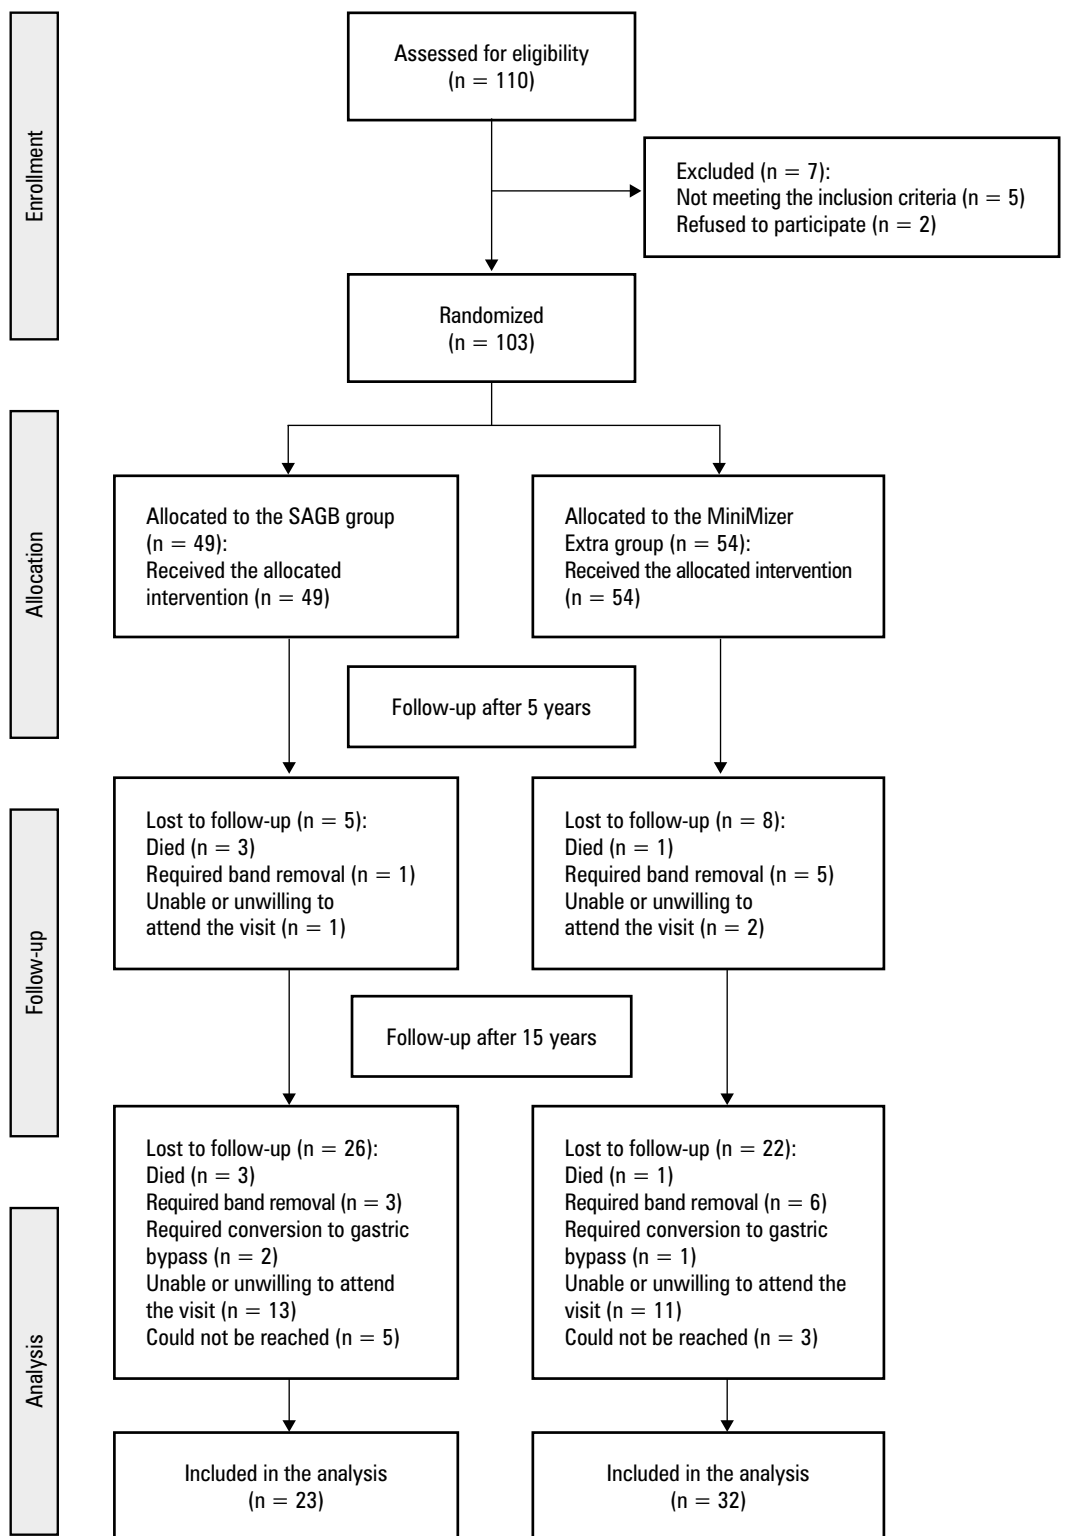 Enrollment
Assessed for eligibility
(n = 110)
Excluded (n = 7):
Not meeting the inclusion criteria (n = 5)
Refused to participate (n = 2)
Randomized
(n = 103)
Allocation
Allocated to the SAGB group
(n = 49):
Received the allocated
intervention (n = 49)
Allocated to the MiniMizer
Extra group (n = 54):
Received the allocated intervention
(n = 54)
Follow-up after 5 years
Follow-up
Lost to follow-up (n = 5):
Died (n = 3)
Required band removal (n = 1)
Unable or unwilling to
attend the visit (n = 1)
Lost to follow-up (n = 8):
Died (n = 1)
Required band removal (n = 5)
Unable or unwilling to
attend the visit (n = 2)
Follow-up after 15 years
Lost to follow-up (n = 26):
Died (n = 3)
Required band removal (n = 3)
Required conversion to gastric
bypass (n = 2)
Unable or unwilling to attend
the visit (n = 13)
Could not be reached (n = 5)
Lost to follow-up (n = 22):
Died (n = 1)
Required band removal (n = 6)
Required conversion to gastric
bypass (n = 1)
Unable or unwilling to attend the
visit (n = 11)
Could not be reached (n = 3)
Analysis
Included in the analysis
(n = 23)
Included in the analysis
(n = 32)